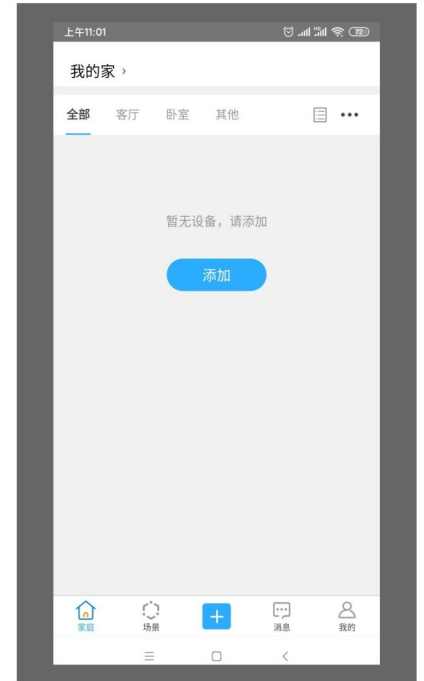 上午11:01
72
我的家 >
全部 客厅 卧室 其他
暂无设备，请添加
添加
家庭 场景 消息 我的